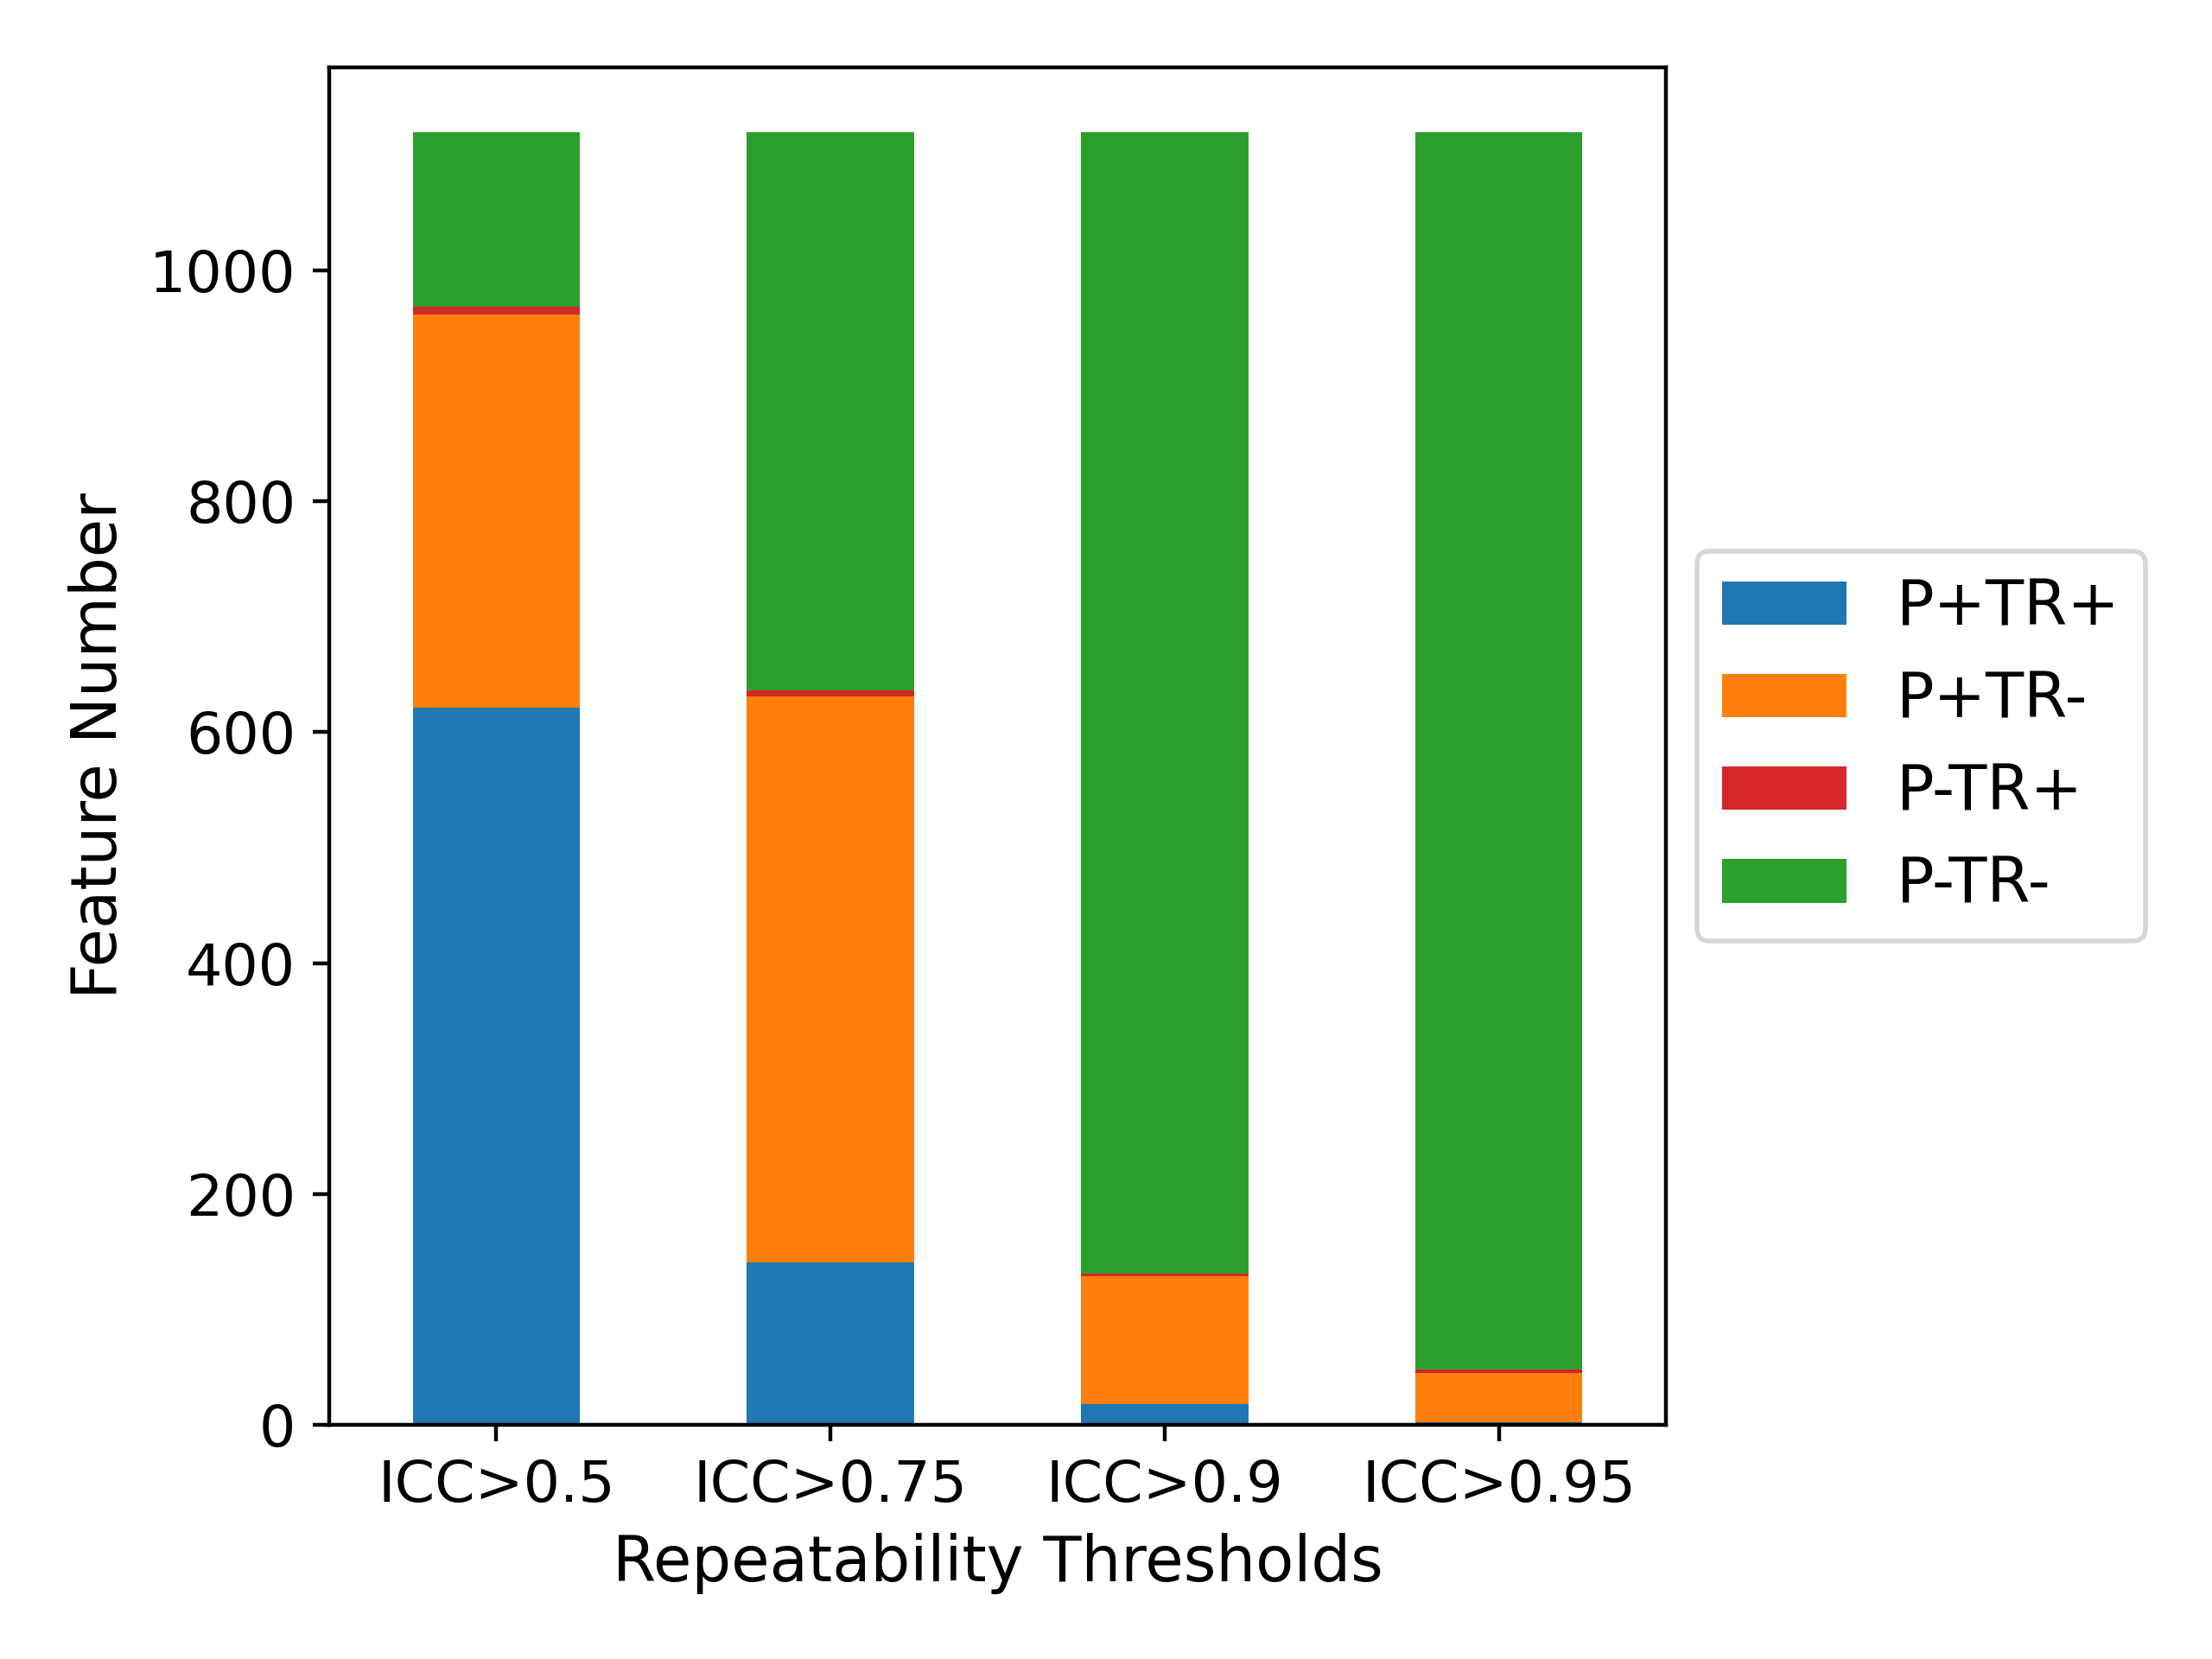 Feature Number
1000
800
600
400
200
0
ICC>0.5 ICC>0.75 ICC>0.9 ICC>0.95
Repeatability Thresholds
P+TR+
P+TR-
P-TR+
P-TR-